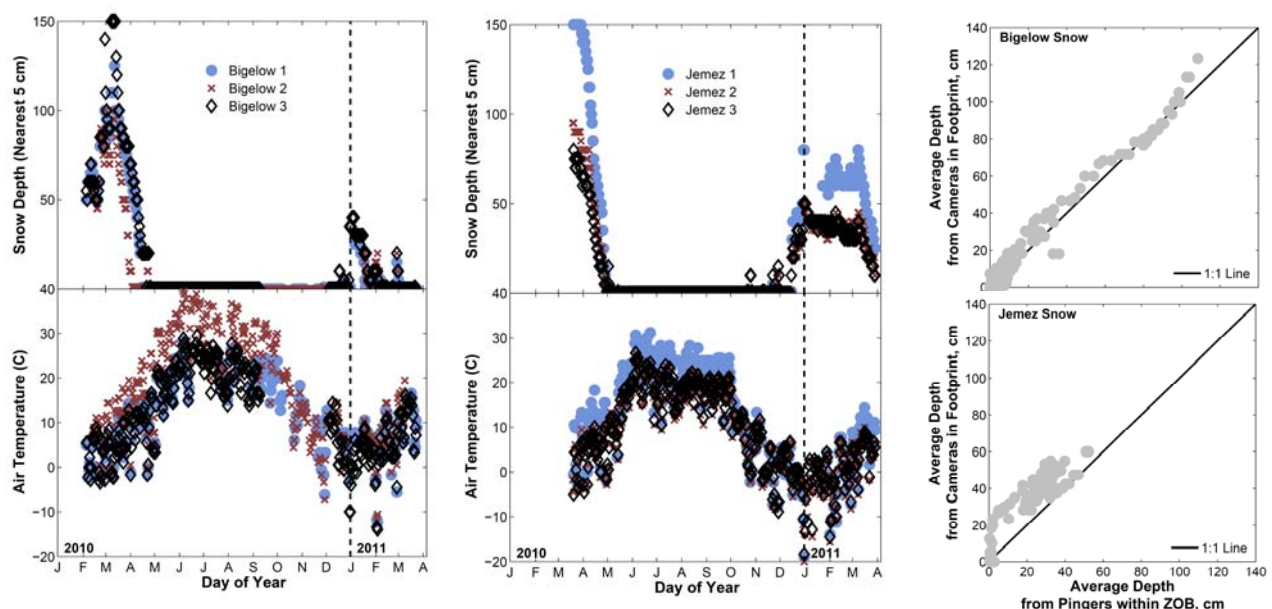 Snow Depth (Nearest 5 cm)
150
100
50
Bigelow 1
Bigelow 2
Bigelow 3
Air Temperature (C)
40
30
20
10
0
−10
−20
2010
2011
J F M A M J J A S O N D J F M A
Day of Year
Snow Depth (Nearest 5 cm)
150
100
50
Jemez 1
Jemez 2
Jemez 3
Air Temperature (C)
40
30
20
10
0
−10
−20
2010
2011
J F M A M J J A S O N D J F M A
Day of Year
Bigelow Snow
Average Depth
from Cameras in Footprint, cm
140
120
100
80
60
40
20
0
1:1 Line
Jemez Snow
Average Depth
from Cameras in Footprint, cm
140
120
100
80
60
40
20
0
1:1 Line
0 20 40 60 80 100 120 140
Average Depth
from Pingers within ZOB, cm